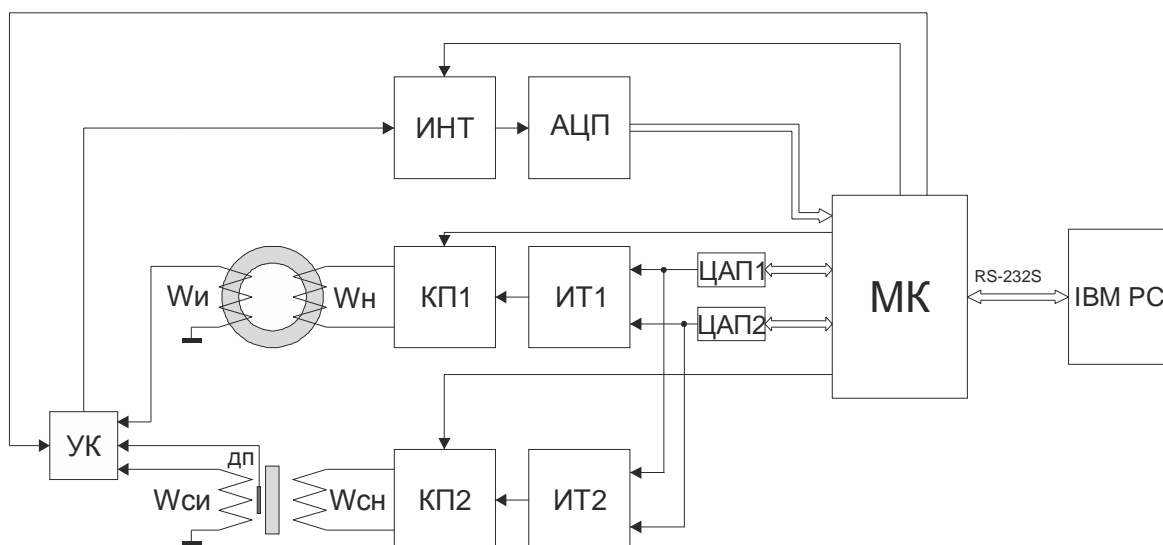 ИНТ
АЦП
Wи
Wн
КП1
ИТ1
ЦАП1
ЦАП2
МК
RS-232S
IBM PC
УК
дп
Wси
Wсн
КП2
ИТ2